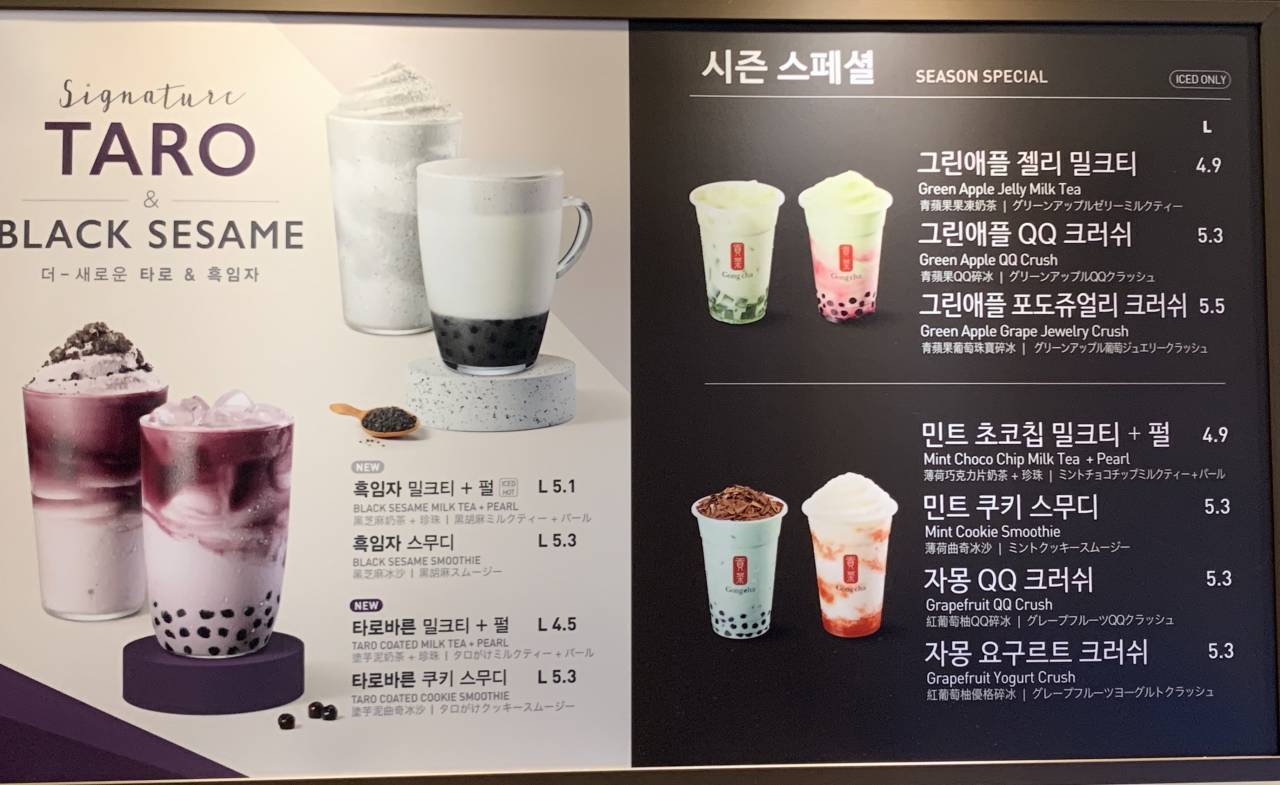 Signature
TARO
&
BLACK SESAME
더-새로운 타로 & 흑임자
NEW
흑임자 밀크티 + 펄 ICED HOT L 5.1
BLACK SESAME MILK TEA + PEARL
黑芝麻奶茶 + 珍珠 | 黒胡麻ミルクティー + パール
흑임자 스무디 L 5.3
BLACK SESAME SMOOTHIE
黑芝麻冰沙 | 黒胡麻スムージー
NEW
타로바른 밀크티 + 펄 L 4.5
TARO COATED MILK TEA + PEARL
塗芋泥奶茶 + 珍珠 | タロがけミルクティー + パール
타로바른 쿠키 스무디 L 5.3
TARO COATED COOKIE SMOOTHIE
塗芋泥曲奇冰沙 | タロがけクッキースムージー
시즌 스페셜 SEASON SPECIAL ICED ONLY
L
그린애플 젤리 밀크티 4.9
Green Apple Jelly Milk Tea
青蘋果果凍奶茶 | グリーンアップルゼリーミルクティー
그린애플 QQ 크러쉬 5.3
Green Apple QQ Crush
青蘋果QQ碎冰 | グリーンアップルQQクラッシュ
그린애플 포도쥬얼리 크러쉬 5.5
Green Apple Grape Jewelry Crush
青蘋果葡萄珠寶碎冰 | グリーンアップル葡萄ジュエリークラッシュ
貢茶
Gong cha
貢茶
Gong cha
민트 초코칩 밀크티 + 펄 4.9
Mint Choco Chip Milk Tea + Pearl
薄荷巧克力片奶茶 + 珍珠 | ミントチョコチップミルクティー+パール
민트 쿠키 스무디 5.3
Mint Cookie Smoothie
薄荷曲奇冰沙 | ミントクッキースムージー
자몽 QQ 크러쉬 5.3
Grapefruit QQ Crush
紅葡萄柚QQ碎冰 | グレープフルーツQQクラッシュ
자몽 요구르트 크러쉬 5.3
Grapefruit Yogurt Crush
紅葡萄柚優格碎冰 | グレープフルーツヨーグルトクラッシュ
貢茶
Gong cha
貢茶
Gong cha